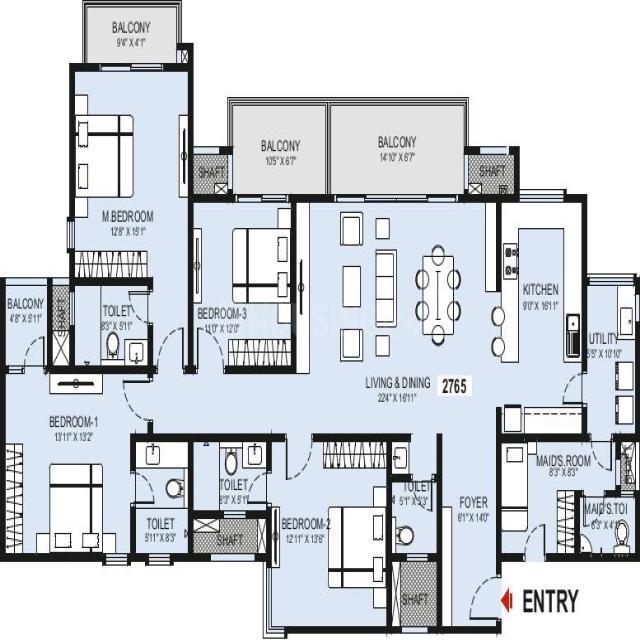 BALCONY
9'4" X 4'1"
BALCONY
10'5" X 6'7"
BALCONY
14'10" X 6'7"
SHAFT
SHAFT
M.BEDROOM
12'8" X 15'1"
BALCONY
4'8" X 5'11"
SHAFT
TOILET
8'3" X 5'11"
BEDROOM-3
11'0" X 12'0"
KITCHEN
9'0" X 16'11"
UTILITY
5'5" X 10'10"
LIVING & DINING
22'4" X 16'11"
2765
BEDROOM-1
13'11" X 13'2"
TOILET
5'11" X 8'3"
TOILET
8'3" X 5'1"
SHAFT
BEDROOM-2
12'11" X 13'6"
TOILET
5'1" X 8'3"
SHAFT
FOYER
6'1" X 14'0"
MAID'S.ROOM
8'3" X 8'3"
MAID'S.TOI
6'3" X 4'1"
ENTRY